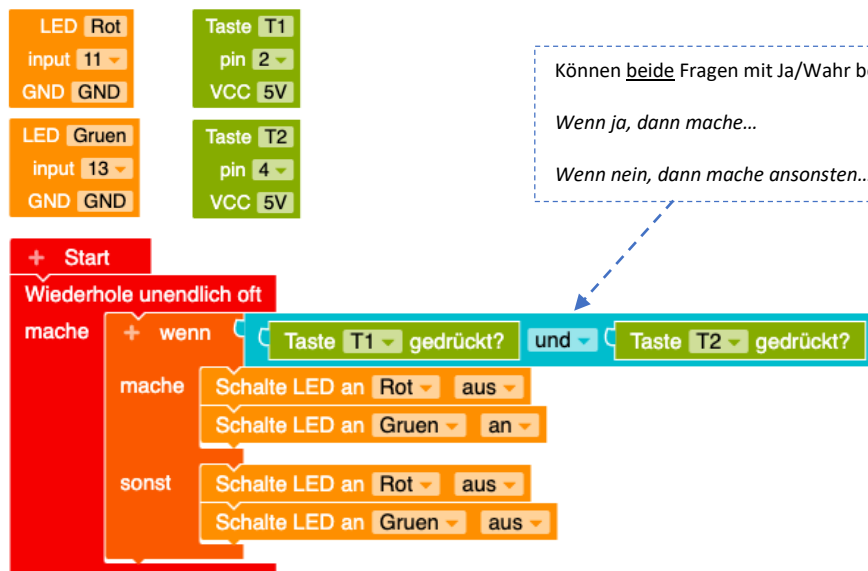 LED Rot
input 11
GND GND
Taste T1
pin 2
VCC 5V
LED Gruen
input 13
GND GND
Taste T2
pin 4
VCC 5V
Können beide Fragen mit Ja/Wahr
Wenn ja, dann mache…
Wenn nein, dann mache ansonsten…
+ Start
Wiederhole unendlich oft
mache + wenn Taste T1 gedrückt? und Taste T2 gedrückt?
mache Schalte LED an Rot aus
Schalte LED an Gruen an
sonst Schalte LED an Rot aus
Schalte LED an Gruen aus